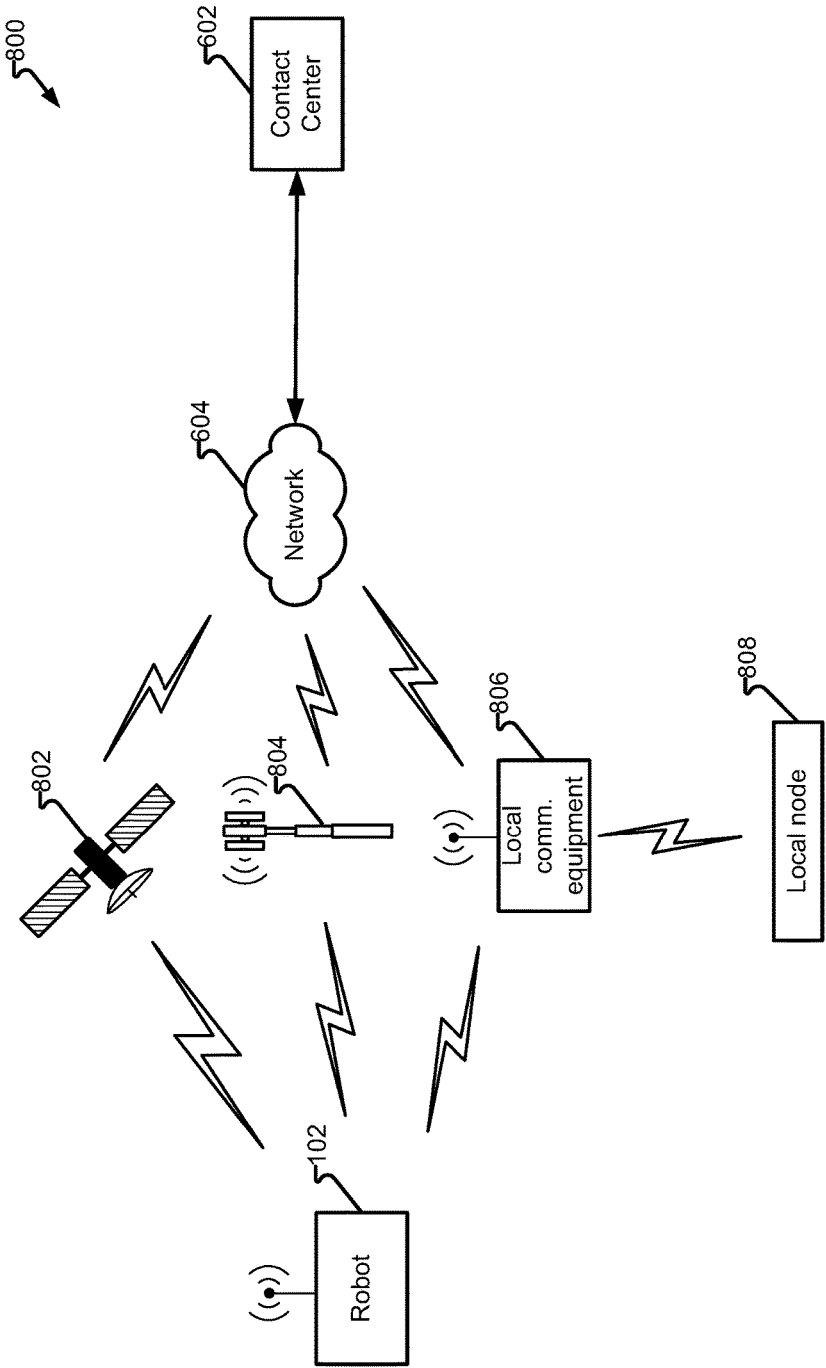 800
802
604
602
Contact
Center
Network
804
102
Robot
806
Local
comm.
equipment
808
Local node